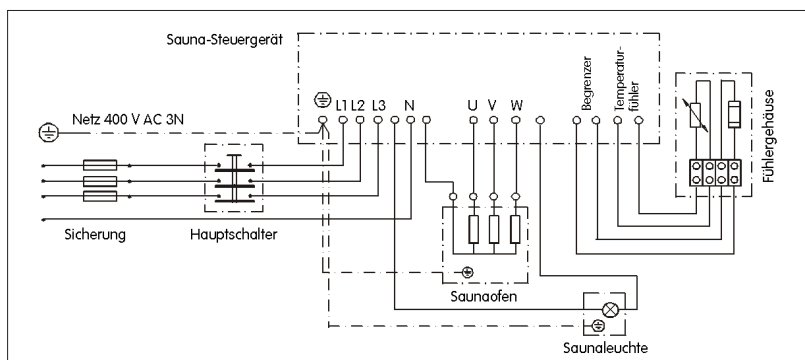 Sauna-Steuergerät
L1 L2 L3 N U V W
Begrenzer
Temperatur-
fühler
Netz 400 V AC 3N
Fühlergehäuse
Sicherung
Hauptschalter
Saunaofen
Saunaleuchte